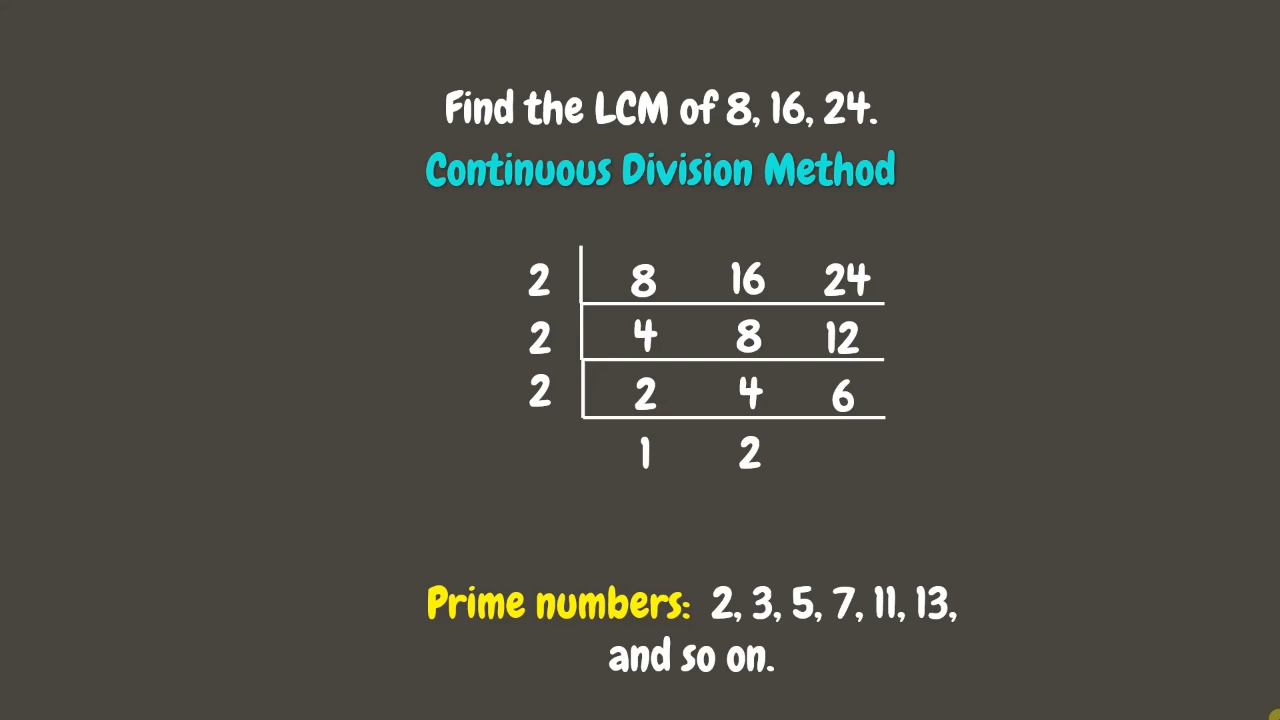 Find the LCM of 8, 16, 24.
Continuous Division Method
2 8 16 24
2 4 8 12
2 2 4 6
1 2
Prime numbers: 2, 3, 5, 7, 11, 13,
and so on.